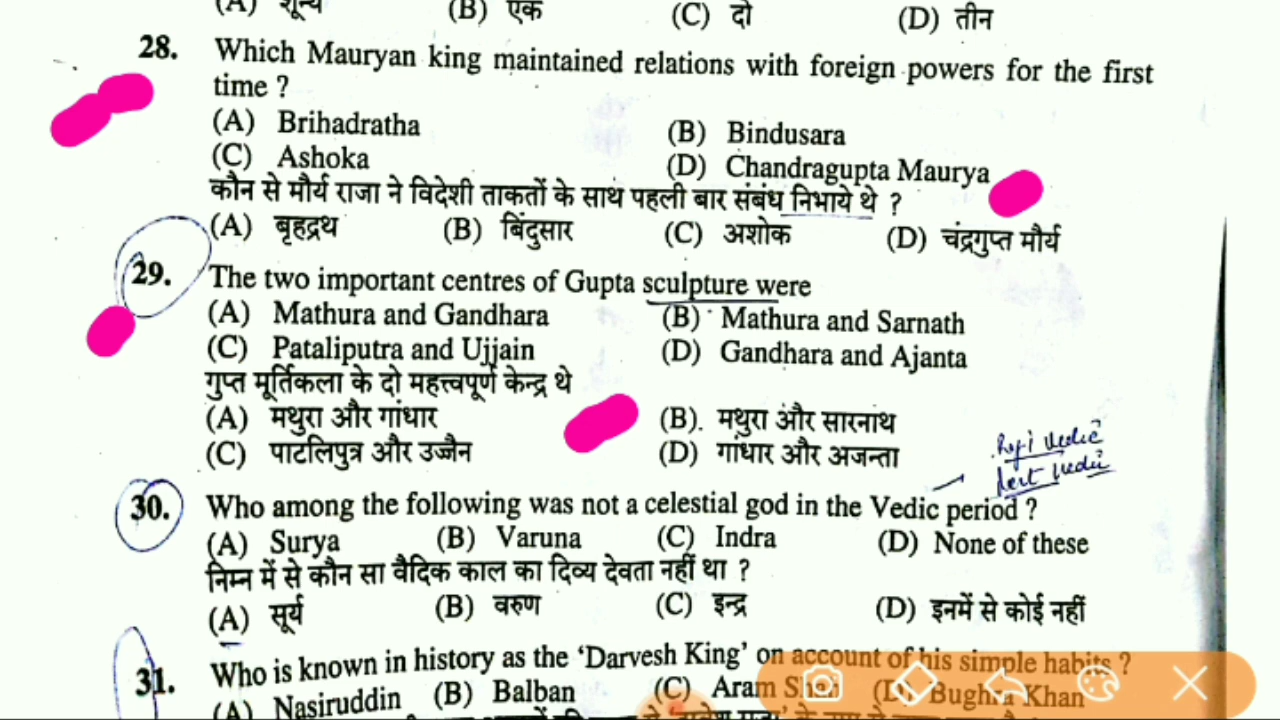 (A) शून्य (B) एक (C) दो (D) तीन
28. Which Mauryan king maintained relations with foreign powers for the first
time ?
(A) Brihadratha (B) Bindusara
(C) Ashoka (D) Chandragupta Maurya
कौन से मौर्य राजा ने विदेशी ताकतों के साथ पहली बार संबंध निभाये थे ?
(A) बृहद्रथ (B) बिंदुसार (C) अशोक (D) चंद्रगुप्त मौर्य
29. The two important centres of Gupta sculpture were
(A) Mathura and Gandhara (B) Mathura and Sarnath
(C) Pataliputra and Ujjain (D) Gandhara and Ajanta
गुप्त मूर्तिकला के दो महत्त्वपूर्ण केन्द्र थे
(A) मथुरा और गांधार (B). मथुरा और सारनाथ
(C) पाटलिपुत्र और उज्जैन (D) गांधार और अजन्ता
30. Who among the following was not a celestial god in the Vedic period ?
(A) Surya (B) Varuna (C) Indra (D) None of these
निम्न में से कौन सा वैदिक काल का दिव्य देवता नहीं था ?
(A) सूर्य (B) वरुण (C) इन्द्र (D) इनमें से कोई नहीं
31. Who is known in history as the ‘Darvesh King’ on account of his simple habits ?
(A) Nasiruddin (B) Balban (C) Aram Shah (D) Bughra Khan